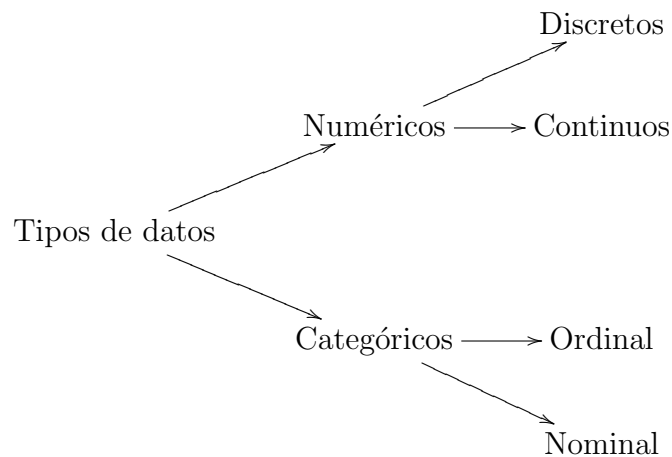 Discretos
Numéricos
Continuos
Tipos de datos
Categóricos
Ordinal
Nominal